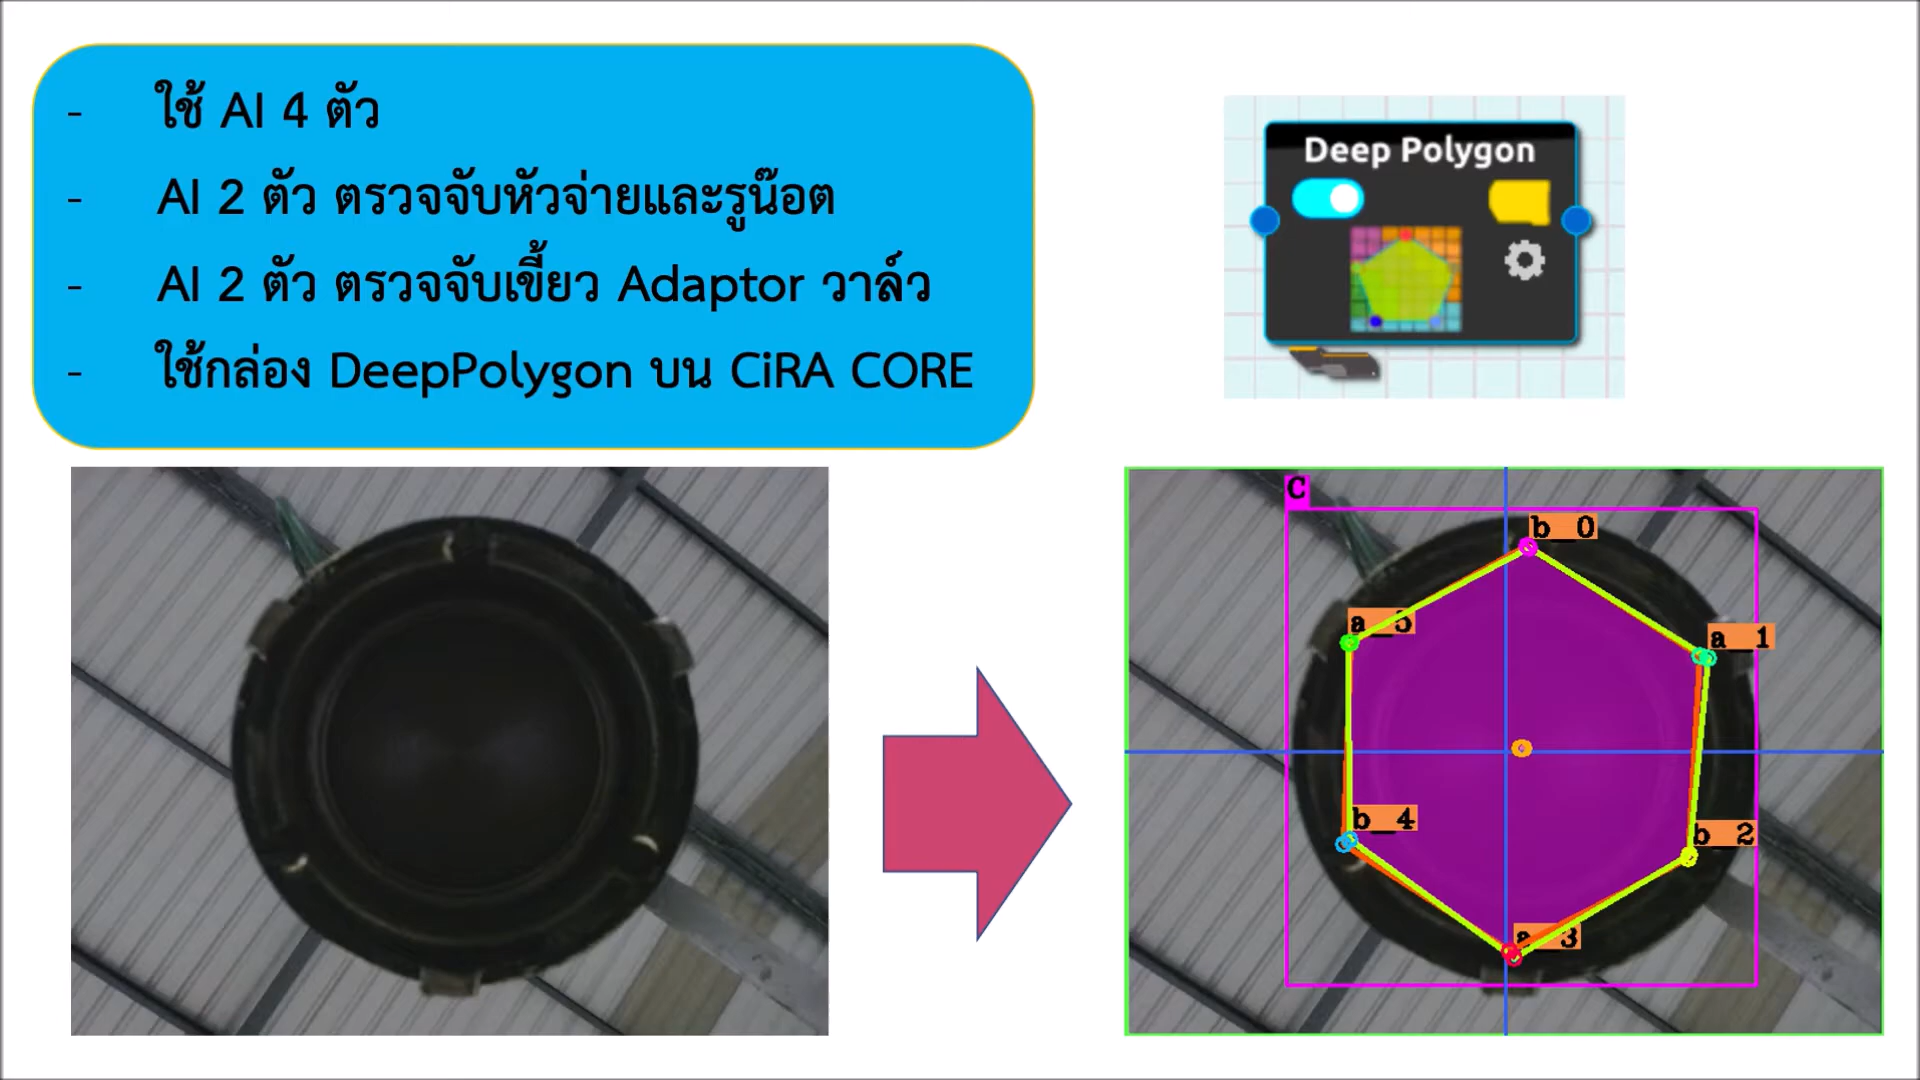 - ใช้ AI 4 ตัว
- AI 2 ตัว ตรวจจับหัวจ่ายและรูน๊อต
- AI 2 ตัว ตรวจจับเขี้ยว Adaptor วาล์ว
- ใช้กล่อง DeepPolygon บน CiRA CORE
Deep Polygon
C
b_0
a_5
a_1
b_4
b_2
a_3